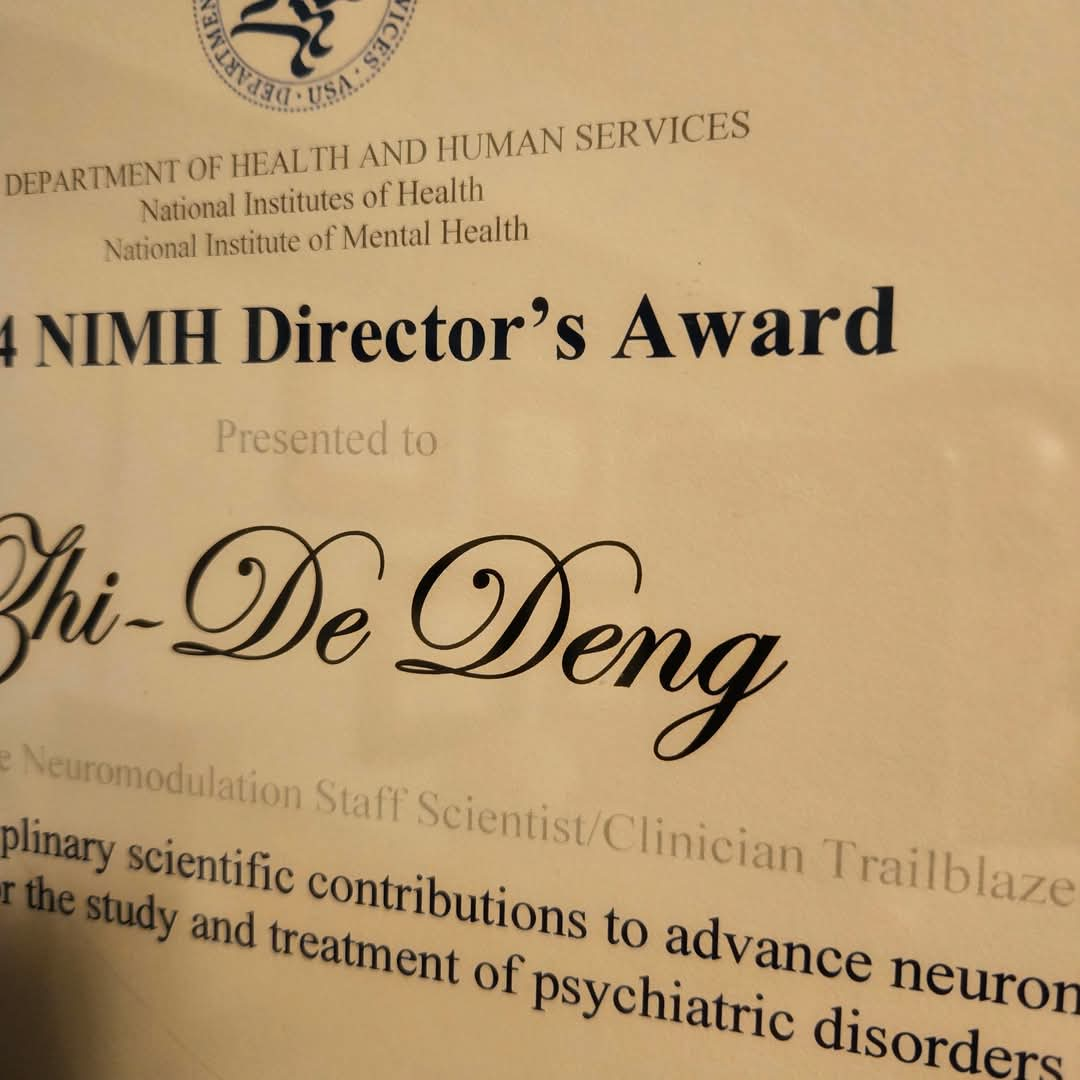 DEPARTMENT · USA · VICES
DEPARTMENT OF HEALTH AND HUMAN SERVICES
National Institutes of Health
National Institute of Mental Health
4 NIMH Director’s Award
Presented to
Zhi-De Deng
e Neuromodulation Staff Scientist/Clinician Trailblaze
plinary scientific contributions to advance neurom
r the study and treatment of psychiatric disorders